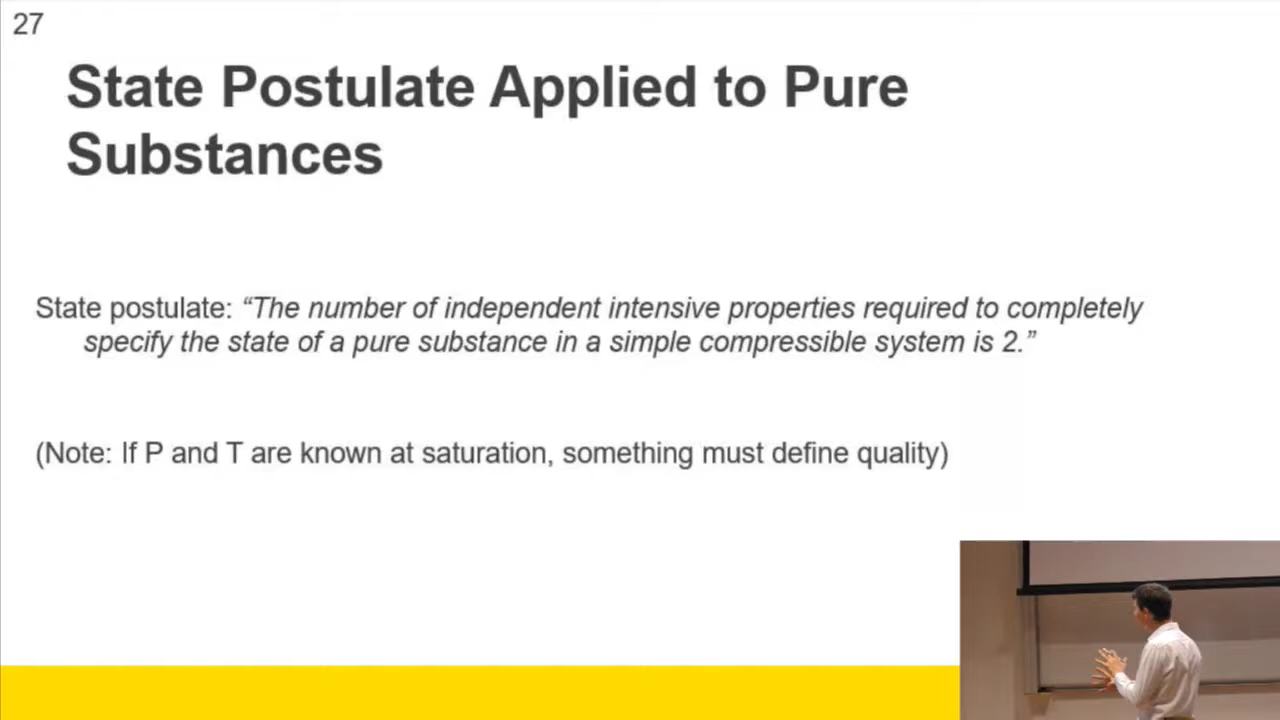 27
State Postulate Applied to Pure
Substances
State postulate: “The number of independent intensive properties required to completely
specify the state of a pure substance in a simple compressible system is 2.”
(Note: If P and T are known at saturation, something must define quality)